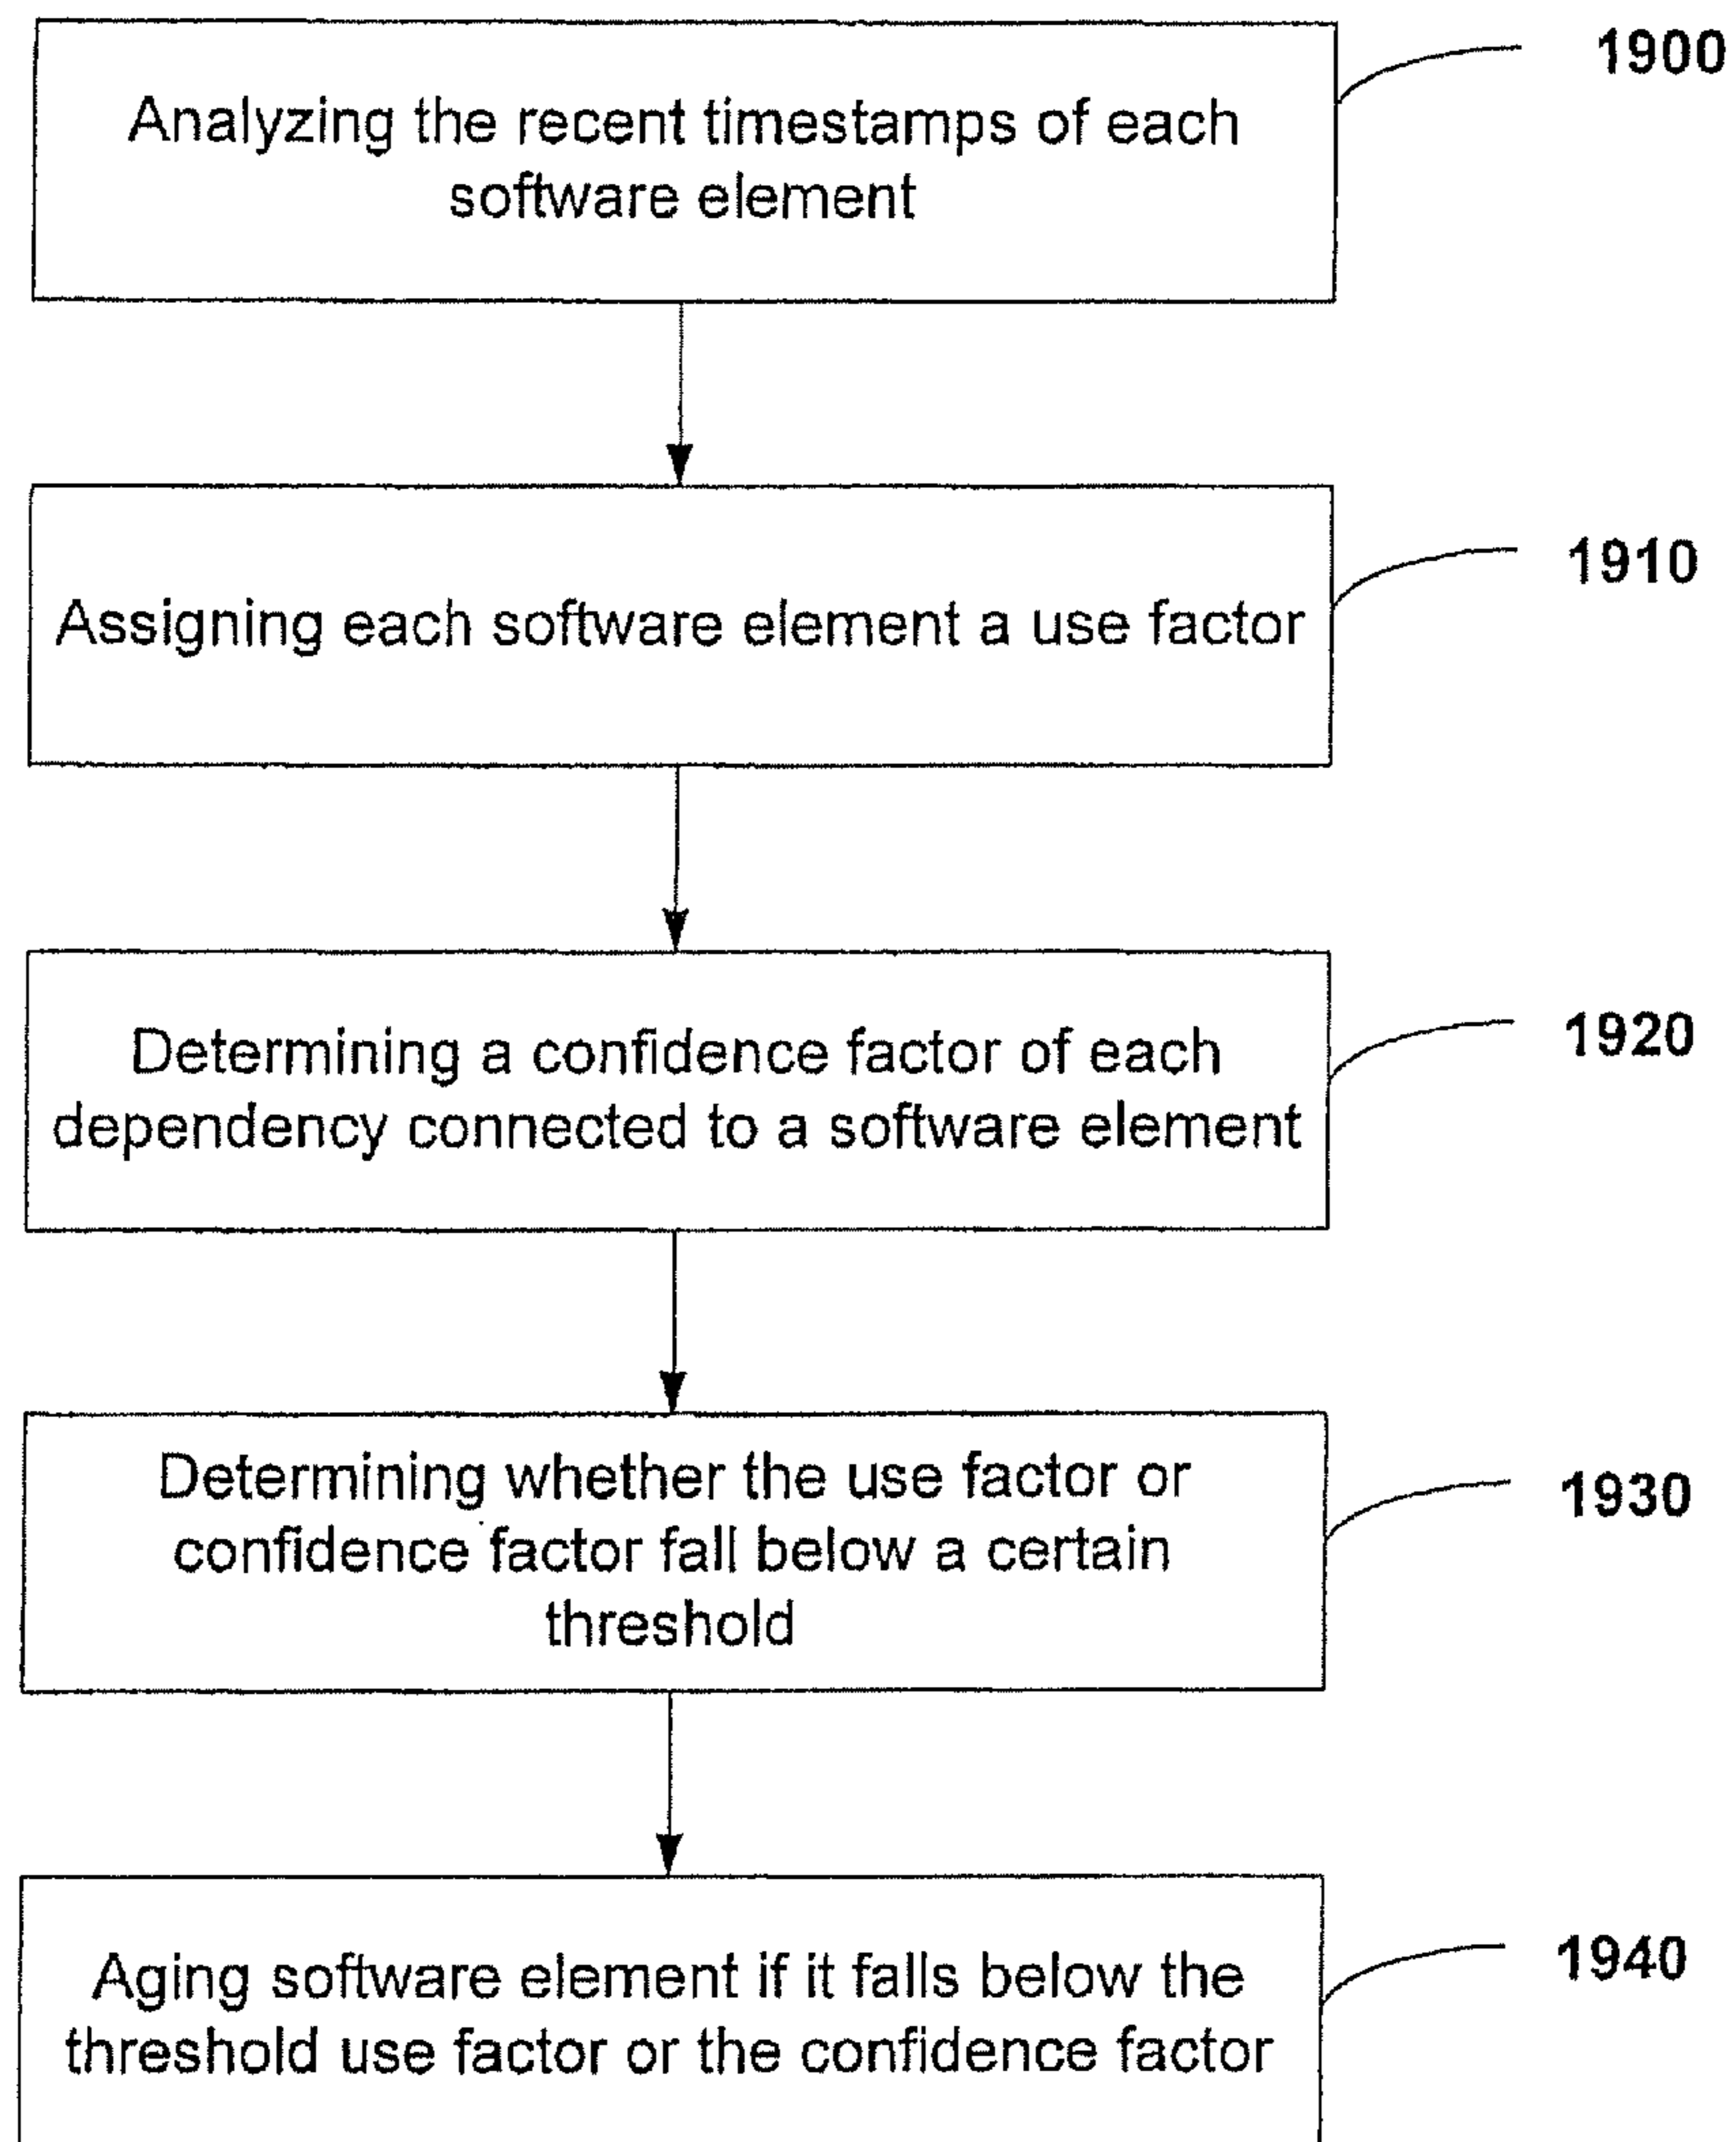 1900
Analyzing the recent timestamps of each
software element
1910
Assigning each software element a use factor
1920
Determining a confidence factor of each
dependency connected to a software element
1930
Determining whether the use factor or
confidence factor fall below a certain
threshold
1940
Aging software element if it falls below the
threshold use factor or the confidence factor